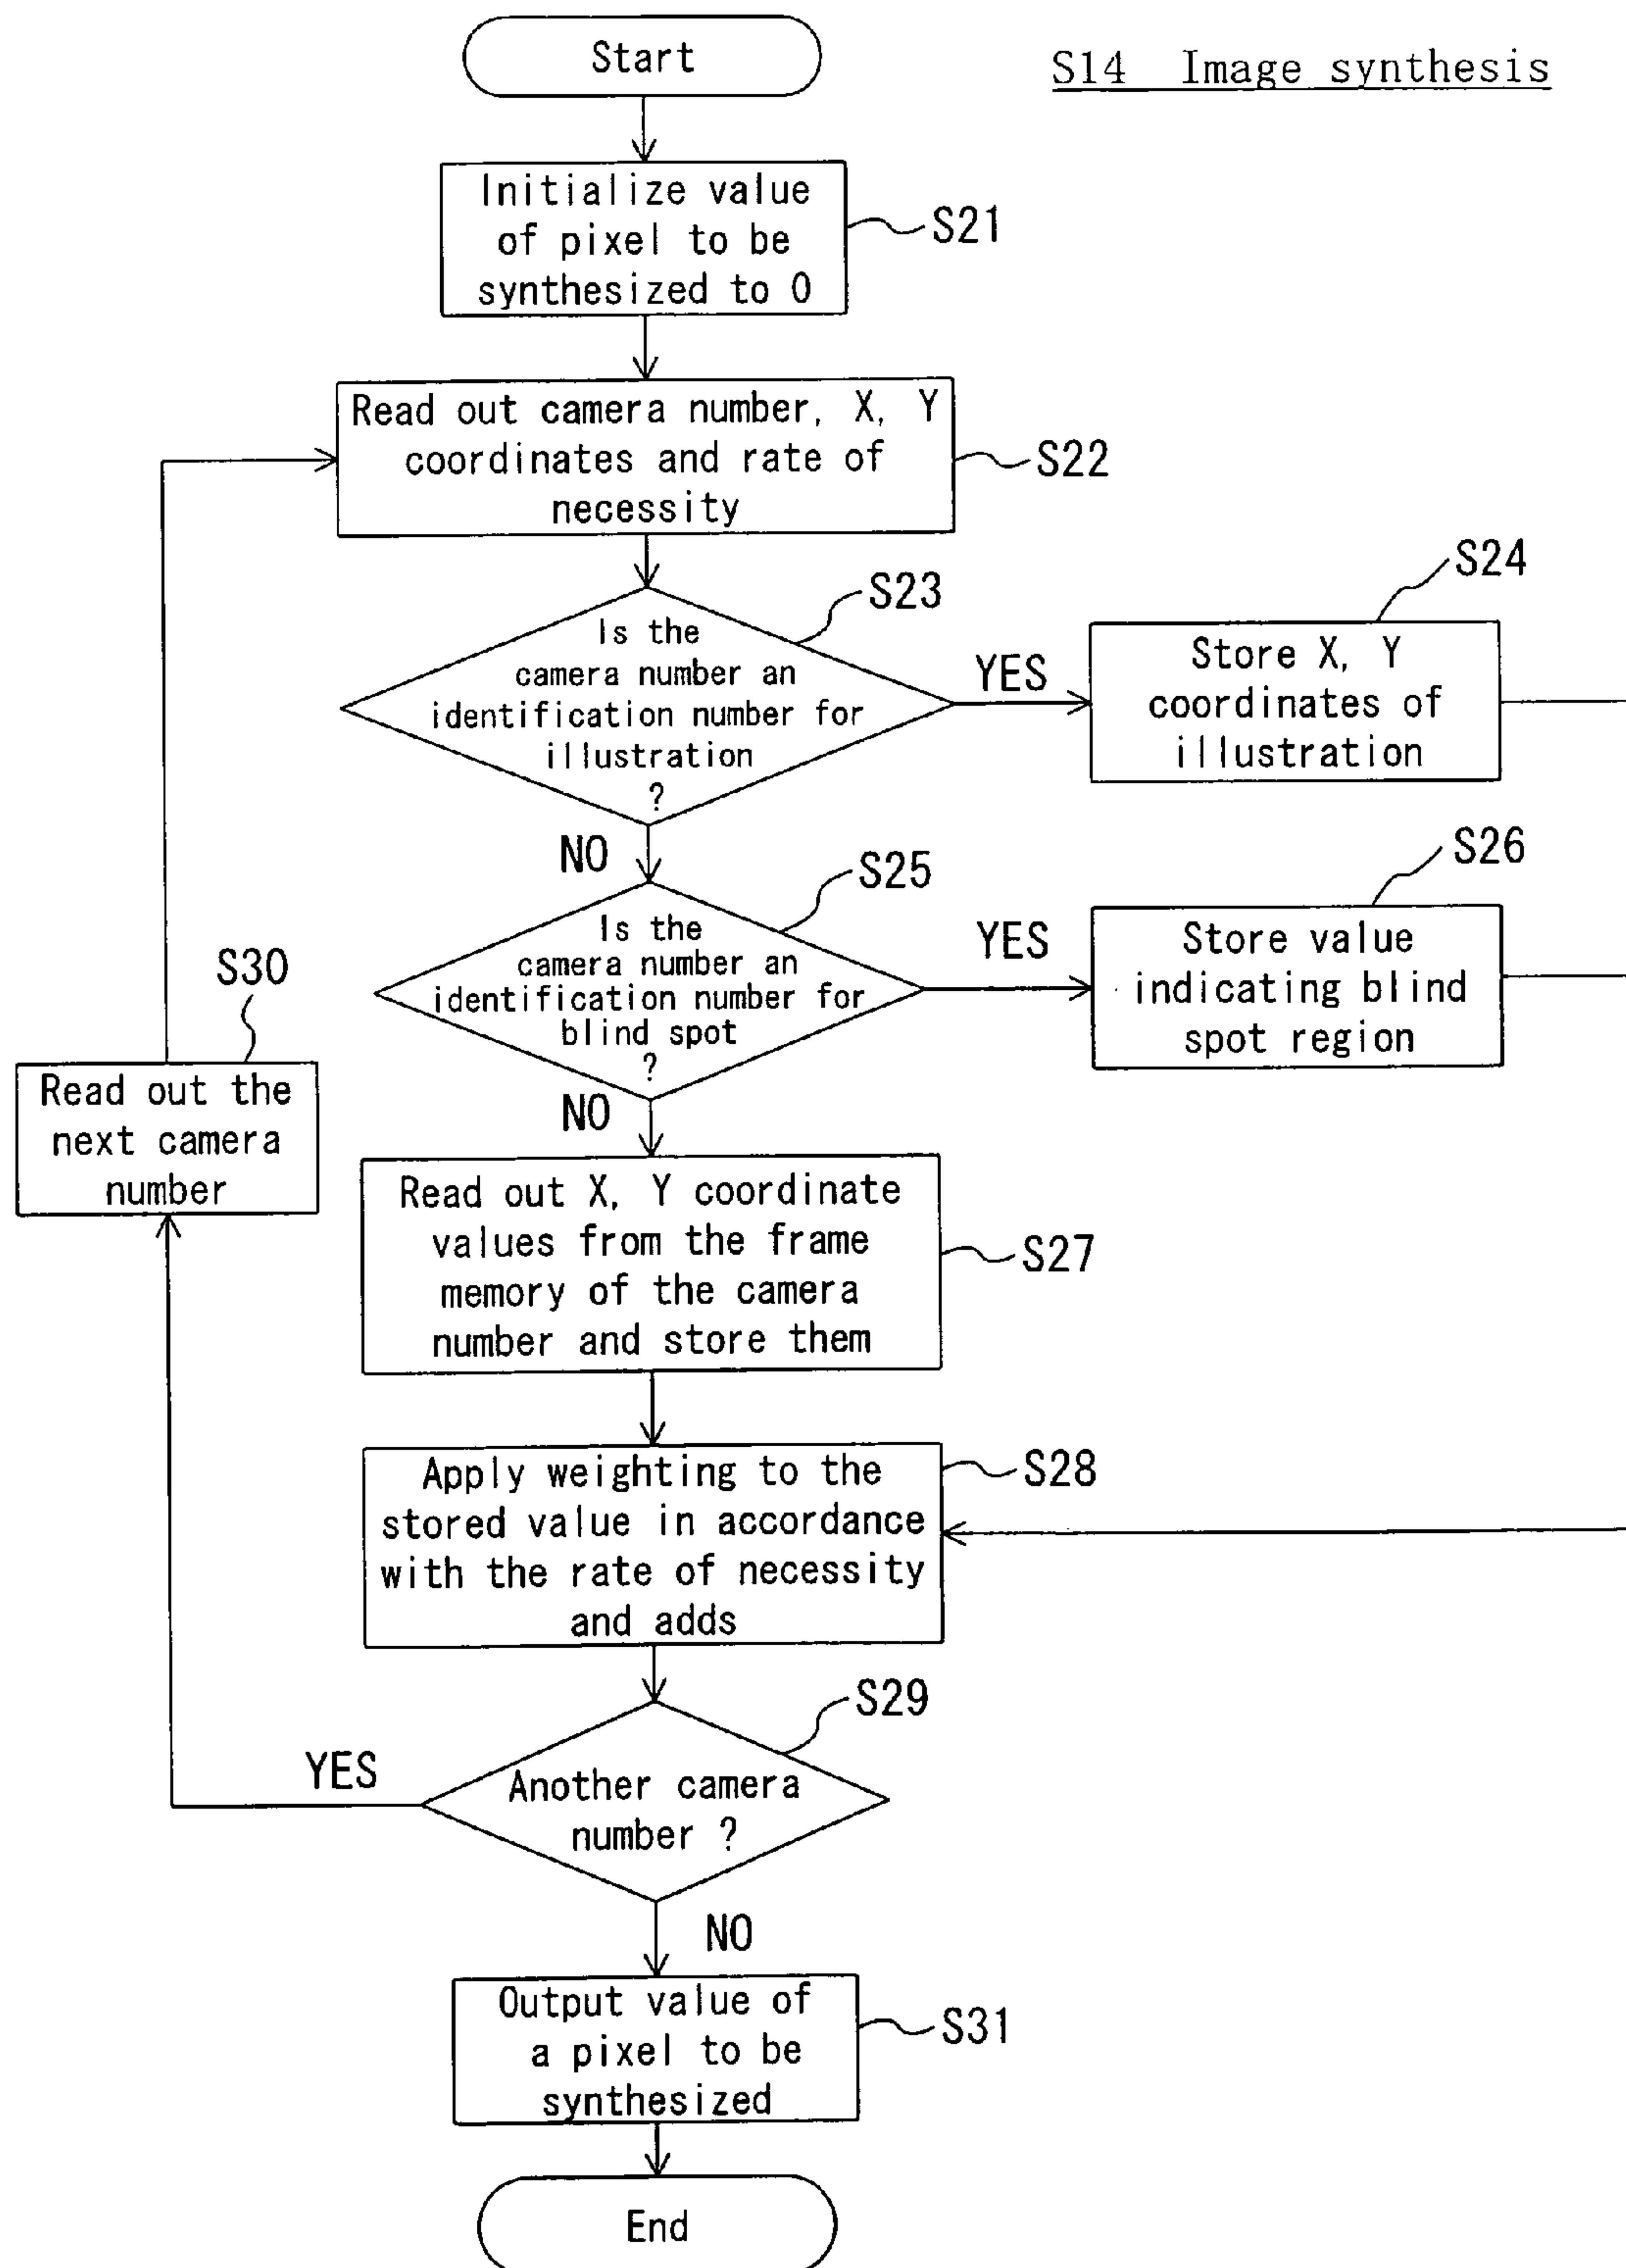 Start
S14 Image synthesis
Initialize value
of pixel to be
synthesized to 0
S21
Read out camera number, X, Y
coordinates and rate of
necessity
S22
Is the
camera number an
identification number for
illustration
?
S23
YES
Store X, Y
coordinates of
illustration
S24
NO
Is the
camera number an
identification number for
blind spot
?
S25
YES
Store value
indicating blind
spot region
S26
S30
Read out the
next camera
number
NO
Read out X, Y coordinate
values from the frame
memory of the camera
number and store them
S27
Apply weighting to the
stored value in accordance
with the rate of necessity
and adds
S28
Another camera
number ?
S29
YES
NO
Output value of
a pixel to be
synthesized
S31
End